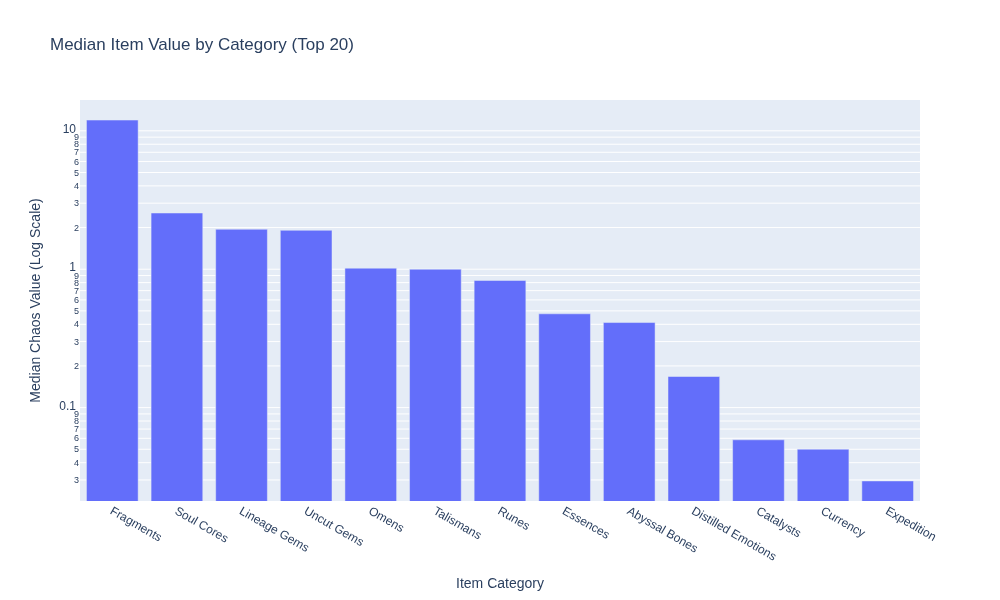 Median Item Value by Category (Top 20)
Median Chaos Value (Log Scale)
10
9
8
7
6
5
4
3
2
1
9
8
7
6
5
4
3
2
0.1
9
8
7
6
5
4
3
Fragments
Soul Cores
Lineage Gems
Uncut Gems
Omens
Talismans
Runes
Essences
Abyssal Bones
Distilled Emotions
Catalysts
Currency
Expedition
Item Category